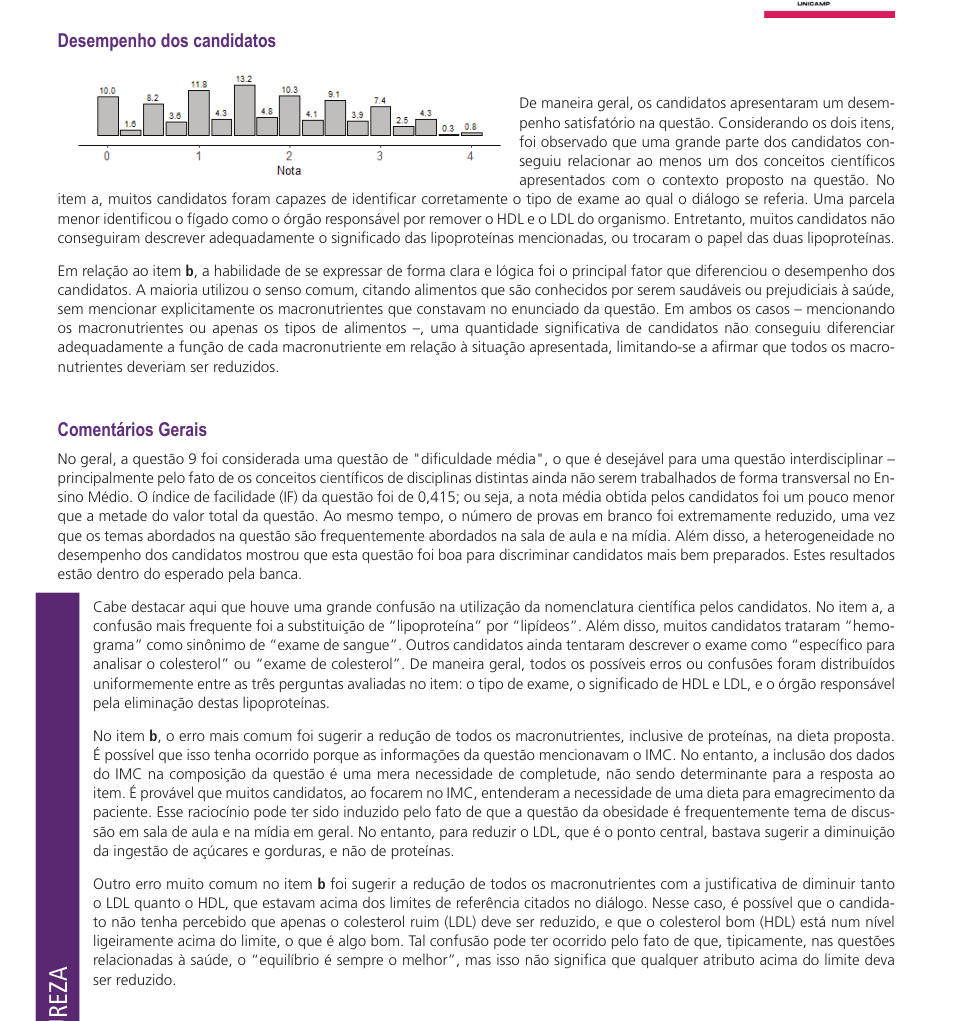 UNICAMP
Desempenho dos candidatos
10.0 1.6 8.2 3.6 11.8 4.3 13.2 4.8 10.3 4.1 9.1 3.9 7.4 2.5 4.3 0.3 0.8
0 1 2 3 4
Nota
De maneira geral, os candidatos apresentaram um desem-
penho satisfatório na questão. Considerando os dois itens,
foi observado que uma grande parte dos candidatos con-
seguiu relacionar ao menos um dos conceitos científicos
apresentados com o contexto proposto na questão. No
item a, muitos candidatos foram capazes de identificar corretamente o tipo de exame ao qual o diálogo se referia. Uma parcela
menor identificou o fígado como o órgão responsável por remover o HDL e o LDL do organismo. Entretanto, muitos candidatos não
conseguiram descrever adequadamente o significado das lipoproteínas mencionadas, ou trocaram o papel das duas lipoproteínas.
Em relação ao item b, a habilidade de se expressar de forma clara e lógica foi o principal fator que diferenciou o desempenho dos
candidatos. A maioria utilizou o senso comum, citando alimentos que são conhecidos por serem saudáveis ou prejudiciais à saúde,
sem mencionar explicitamente os macronutrientes que constavam no enunciado da questão. Em ambos os casos – mencionando
os macronutrientes ou apenas os tipos de alimentos –, uma quantidade significativa de candidatos não conseguiu diferenciar
adequadamente a função de cada macronutriente em relação à situação apresentada, limitando-se a afirmar que todos os macro-
nutrientes deveriam ser reduzidos.
Comentários Gerais
No geral, a questão 9 foi considerada uma questão de "dificuldade média", o que é desejável para uma questão interdisciplinar –
principalmente pelo fato de os conceitos científicos de disciplinas distintas ainda não serem trabalhados de forma transversal no En-
sino Médio. O índice de facilidade (IF) da questão foi de 0,415; ou seja, a nota média obtida pelos candidatos foi um pouco menor
que a metade do valor total da questão. Ao mesmo tempo, o número de provas em branco foi extremamente reduzido, uma vez
que os temas abordados na questão são frequentemente abordados na sala de aula e na mídia. Além disso, a heterogeneidade no
desempenho dos candidatos mostrou que esta questão foi boa para discriminar candidatos mais bem preparados. Estes resultados
estão dentro do esperado pela banca.
Cabe destacar aqui que houve uma grande confusão na utilização da nomenclatura científica pelos candidatos. No item a, a
confusão mais frequente foi a substituição de “lipoproteína” por “lipídeos”. Além disso, muitos candidatos trataram “hemo-
grama” como sinônimo de “exame de sangue”. Outros candidatos ainda tentaram descrever o exame como “específico para
analisar o colesterol” ou “exame de colesterol”. De maneira geral, todos os possíveis erros ou confusões foram distribuídos
uniformemente entre as três perguntas avaliadas no item: o tipo de exame, o significado de HDL e LDL, e o órgão responsável
pela eliminação destas lipoproteínas.
No item b, o erro mais comum foi sugerir a redução de todos os macronutrientes, inclusive de proteínas, na dieta proposta.
É possível que isso tenha ocorrido porque as informações da questão mencionavam o IMC. No entanto, a inclusão dos dados
do IMC na composição da questão é uma mera necessidade de completude, não sendo determinante para a resposta ao
item. É provável que muitos candidatos, ao focarem no IMC, entenderam a necessidade de uma dieta para emagrecimento da
paciente. Esse raciocínio pode ter sido induzido pelo fato de que a questão da obesidade é frequentemente tema de discus-
são em sala de aula e na mídia em geral. No entanto, para reduzir o LDL, que é o ponto central, bastava sugerir a diminuição
da ingestão de açúcares e gorduras, e não de proteínas.
Outro erro muito comum no item b foi sugerir a redução de todos os macronutrientes com a justificativa de diminuir tanto
o LDL quanto o HDL, que estavam acima dos limites de referência citados no diálogo. Nesse caso, é possível que o candida-
to não tenha percebido que apenas o colesterol ruim (LDL) deve ser reduzido, e que o colesterol bom (HDL) está num nível
ligeiramente acima do limite, o que é algo bom. Tal confusão pode ter ocorrido pelo fato de que, tipicamente, nas questões
relacionadas à saúde, o “equilíbrio é sempre o melhor”, mas isso não significa que qualquer atributo acima do limite deva
ser reduzido.
UREZA